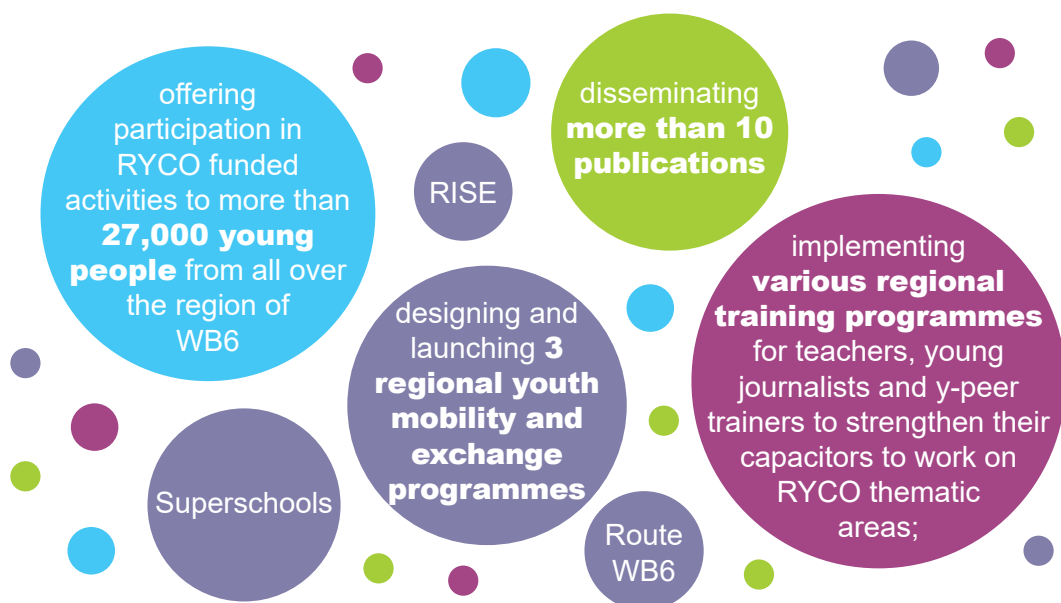 offering
participation in
RYCO funded
activities to more than
27,000 young
people from all over
the region of
WB6
disseminating
more than 10
publications
RISE
designing and
launching 3
regional youth
mobility and
exchange
programmes
implementing
various regional
training programmes
for teachers, young
journalists and y-peer
trainers to strengthen their
capacitors to work on
RYCO thematic
areas;
Superschools
Route
WB6